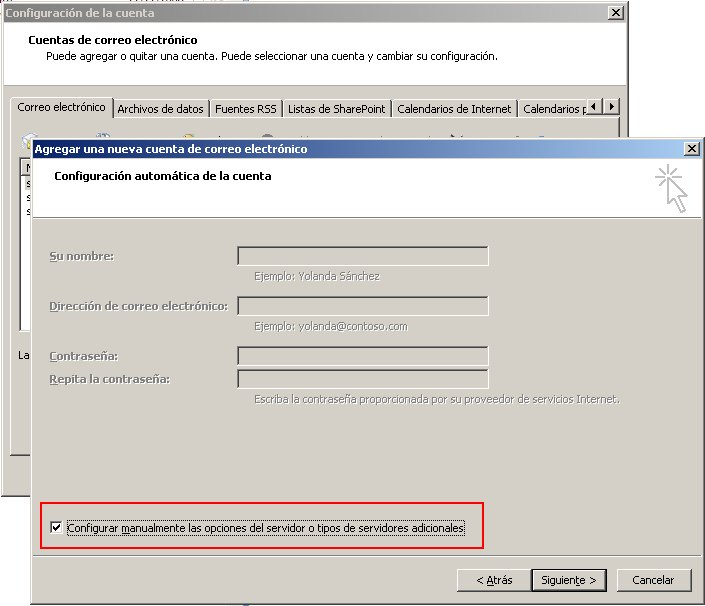 Configuración de la cuenta
Cuentas de correo electrónico
Puede agregar o quitar una cuenta. Puede seleccionar una cuenta y cambiar su configuración.
Correo electrónico Archivos de datos Fuentes RSS Listas de SharePoint Calendarios de Internet Calendarios p
Agregar una nueva cuenta de correo electrónico
Configuración automática de la cuenta
Su nombre:
Ejemplo: Yolanda Sánchez
Dirección de correo electrónico:
Ejemplo: yolanda@contoso.com
La
Contraseña:
Repita la contraseña:
Escriba la contraseña proporcionada por su proveedor de servicios Internet.
Configurar manualmente las opciones del servidor o tipos de servidores adicionales
< Atrás Siguiente > Cancelar